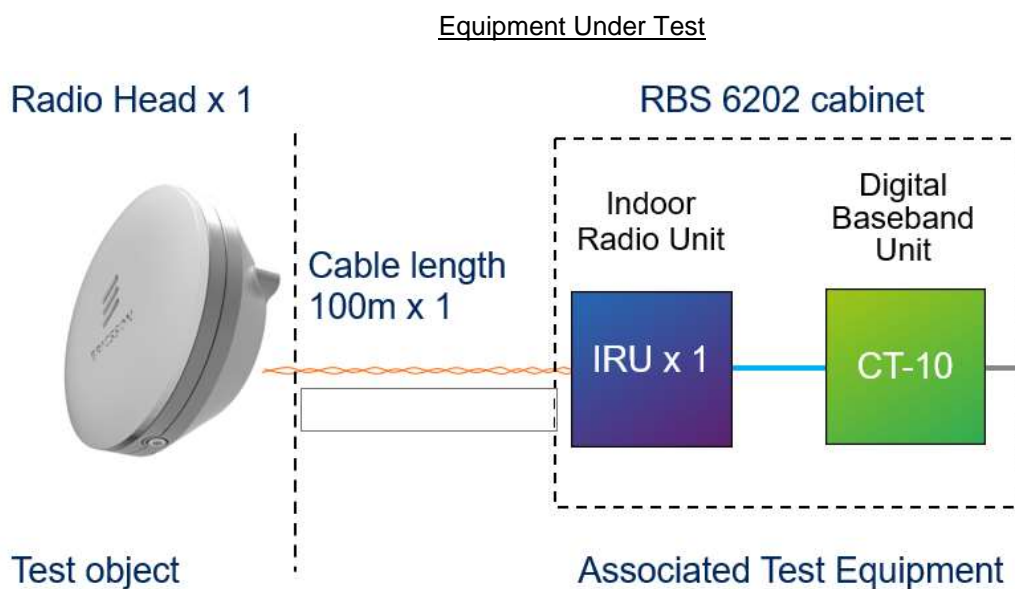 Equipment Under Test
Radio Head x 1
RBS 6202 cabinet
Indoor
Radio Unit
Digital
Baseband
Unit
Cable length
100m x 1
ERICSSON
IRU x 1
CT-10
Test object
Associated Test Equipment